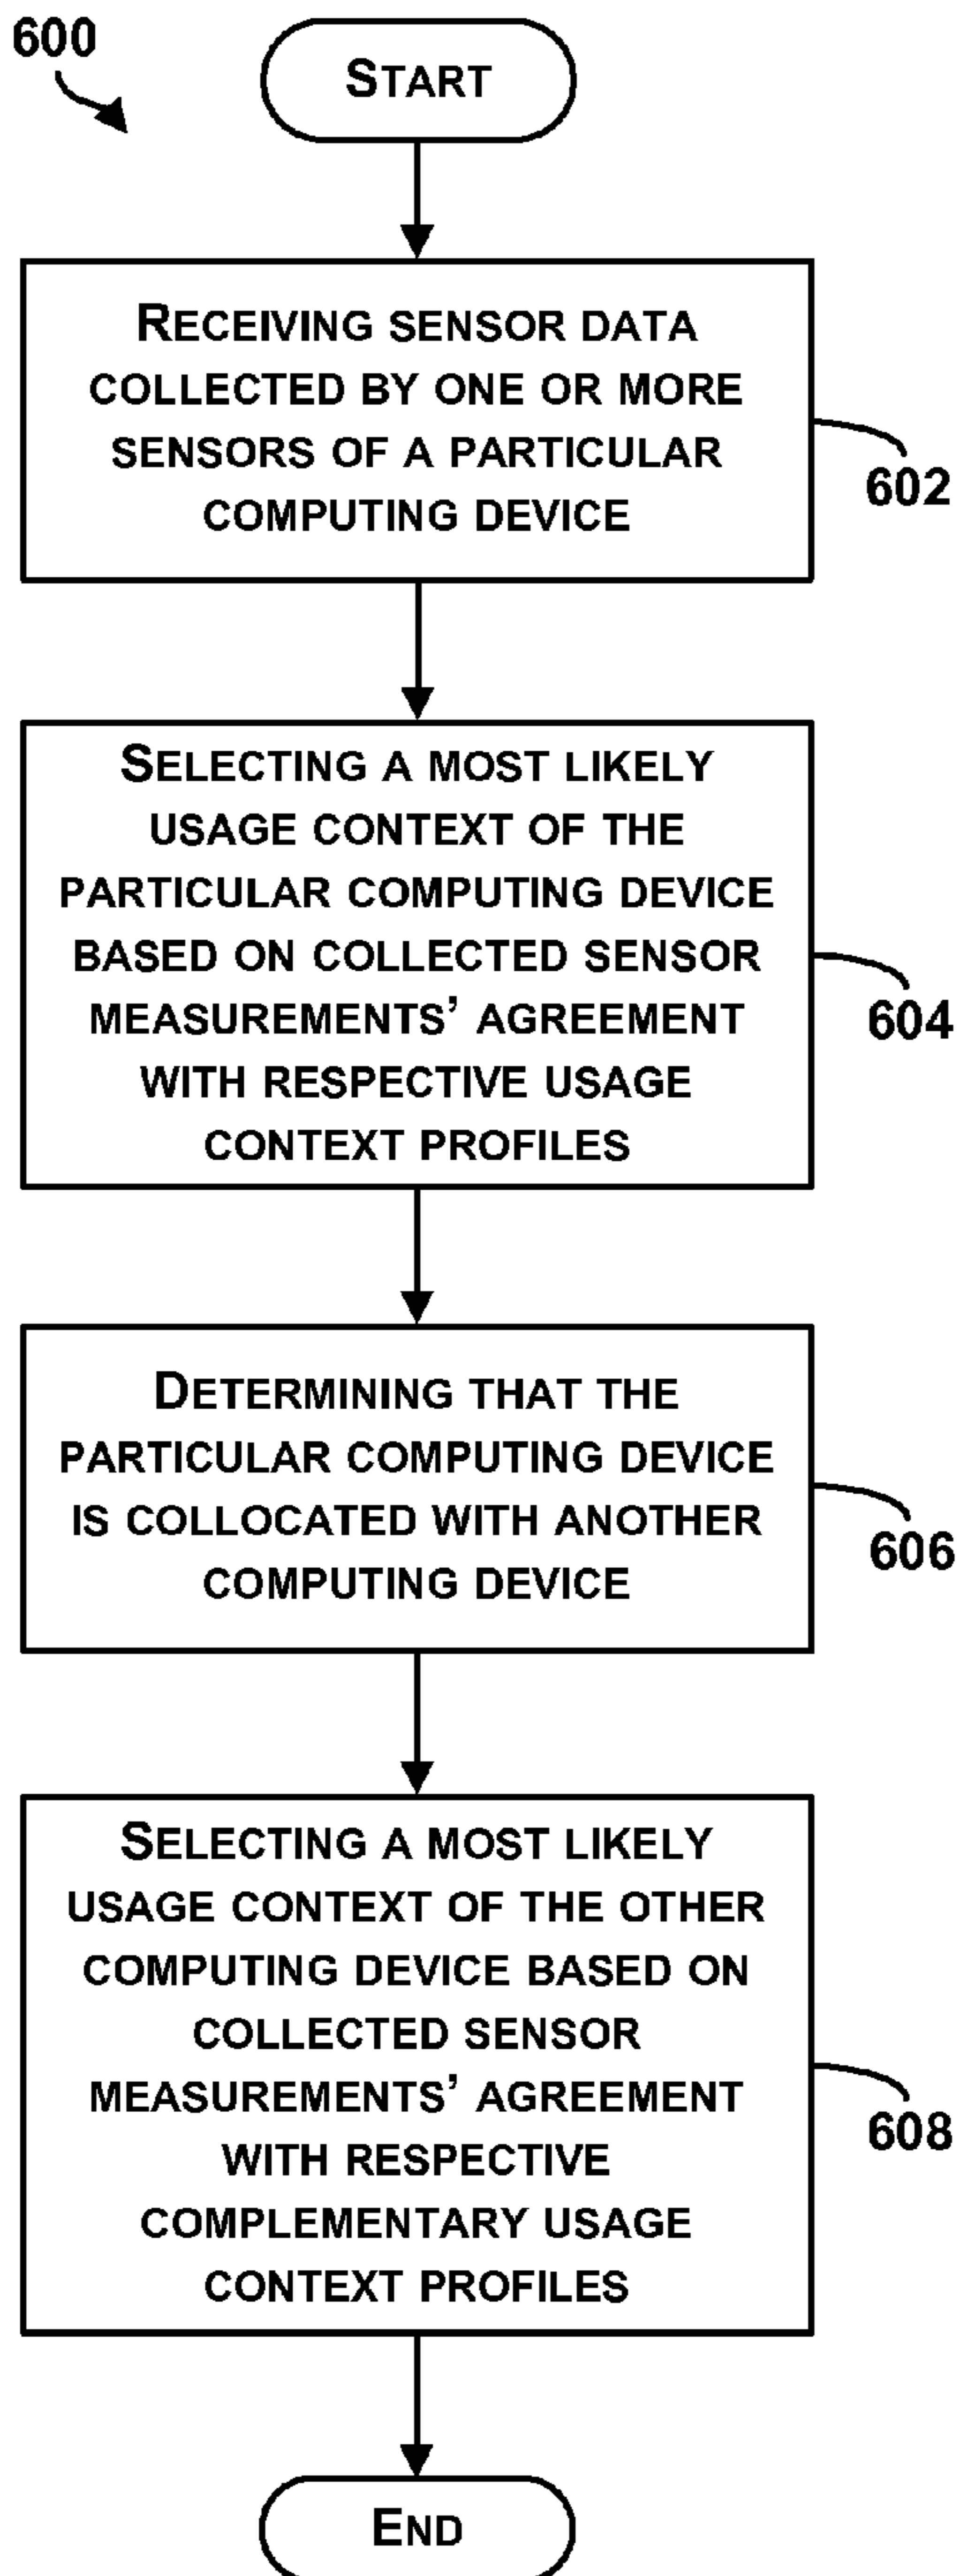 600
START
RECEIVING SENSOR DATA
COLLECTED BY ONE OR MORE
SENSORS OF A PARTICULAR
COMPUTING DEVICE
602
SELECTING A MOST LIKELY
USAGE CONTEXT OF THE
PARTICULAR COMPUTING DEVICE
BASED ON COLLECTED SENSOR
MEASUREMENTS’ AGREEMENT
WITH RESPECTIVE USAGE
CONTEXT PROFILES
604
DETERMINING THAT THE
PARTICULAR COMPUTING DEVICE
IS COLLOCATED WITH ANOTHER
COMPUTING DEVICE
606
SELECTING A MOST LIKELY
USAGE CONTEXT OF THE OTHER
COMPUTING DEVICE BASED ON
COLLECTED SENSOR
MEASUREMENTS’ AGREEMENT
WITH RESPECTIVE
COMPLEMENTARY USAGE
CONTEXT PROFILES
608
END